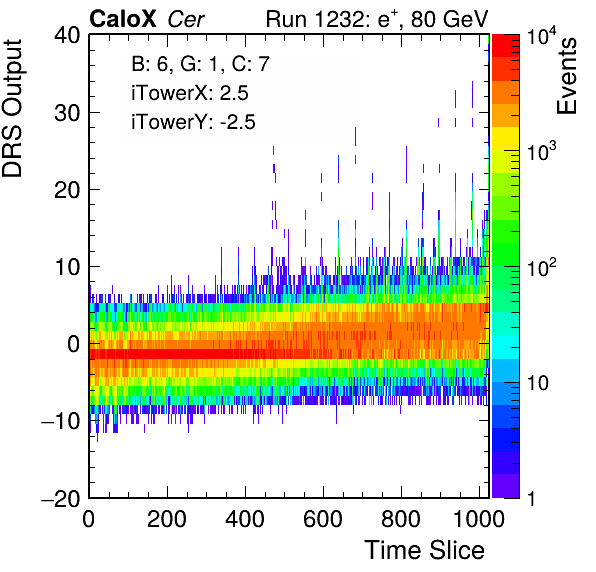 CaloX Cer Run 1232: e+, 80 GeV
B: 6, G: 1, C: 7
iTowerX: 2.5
iTowerY: -2.5
DRS Output
40
30
20
10
0
−10
−20
0 200 400 600 800 1000
Time Slice
Events
10^4
10^3
10^2
10
1